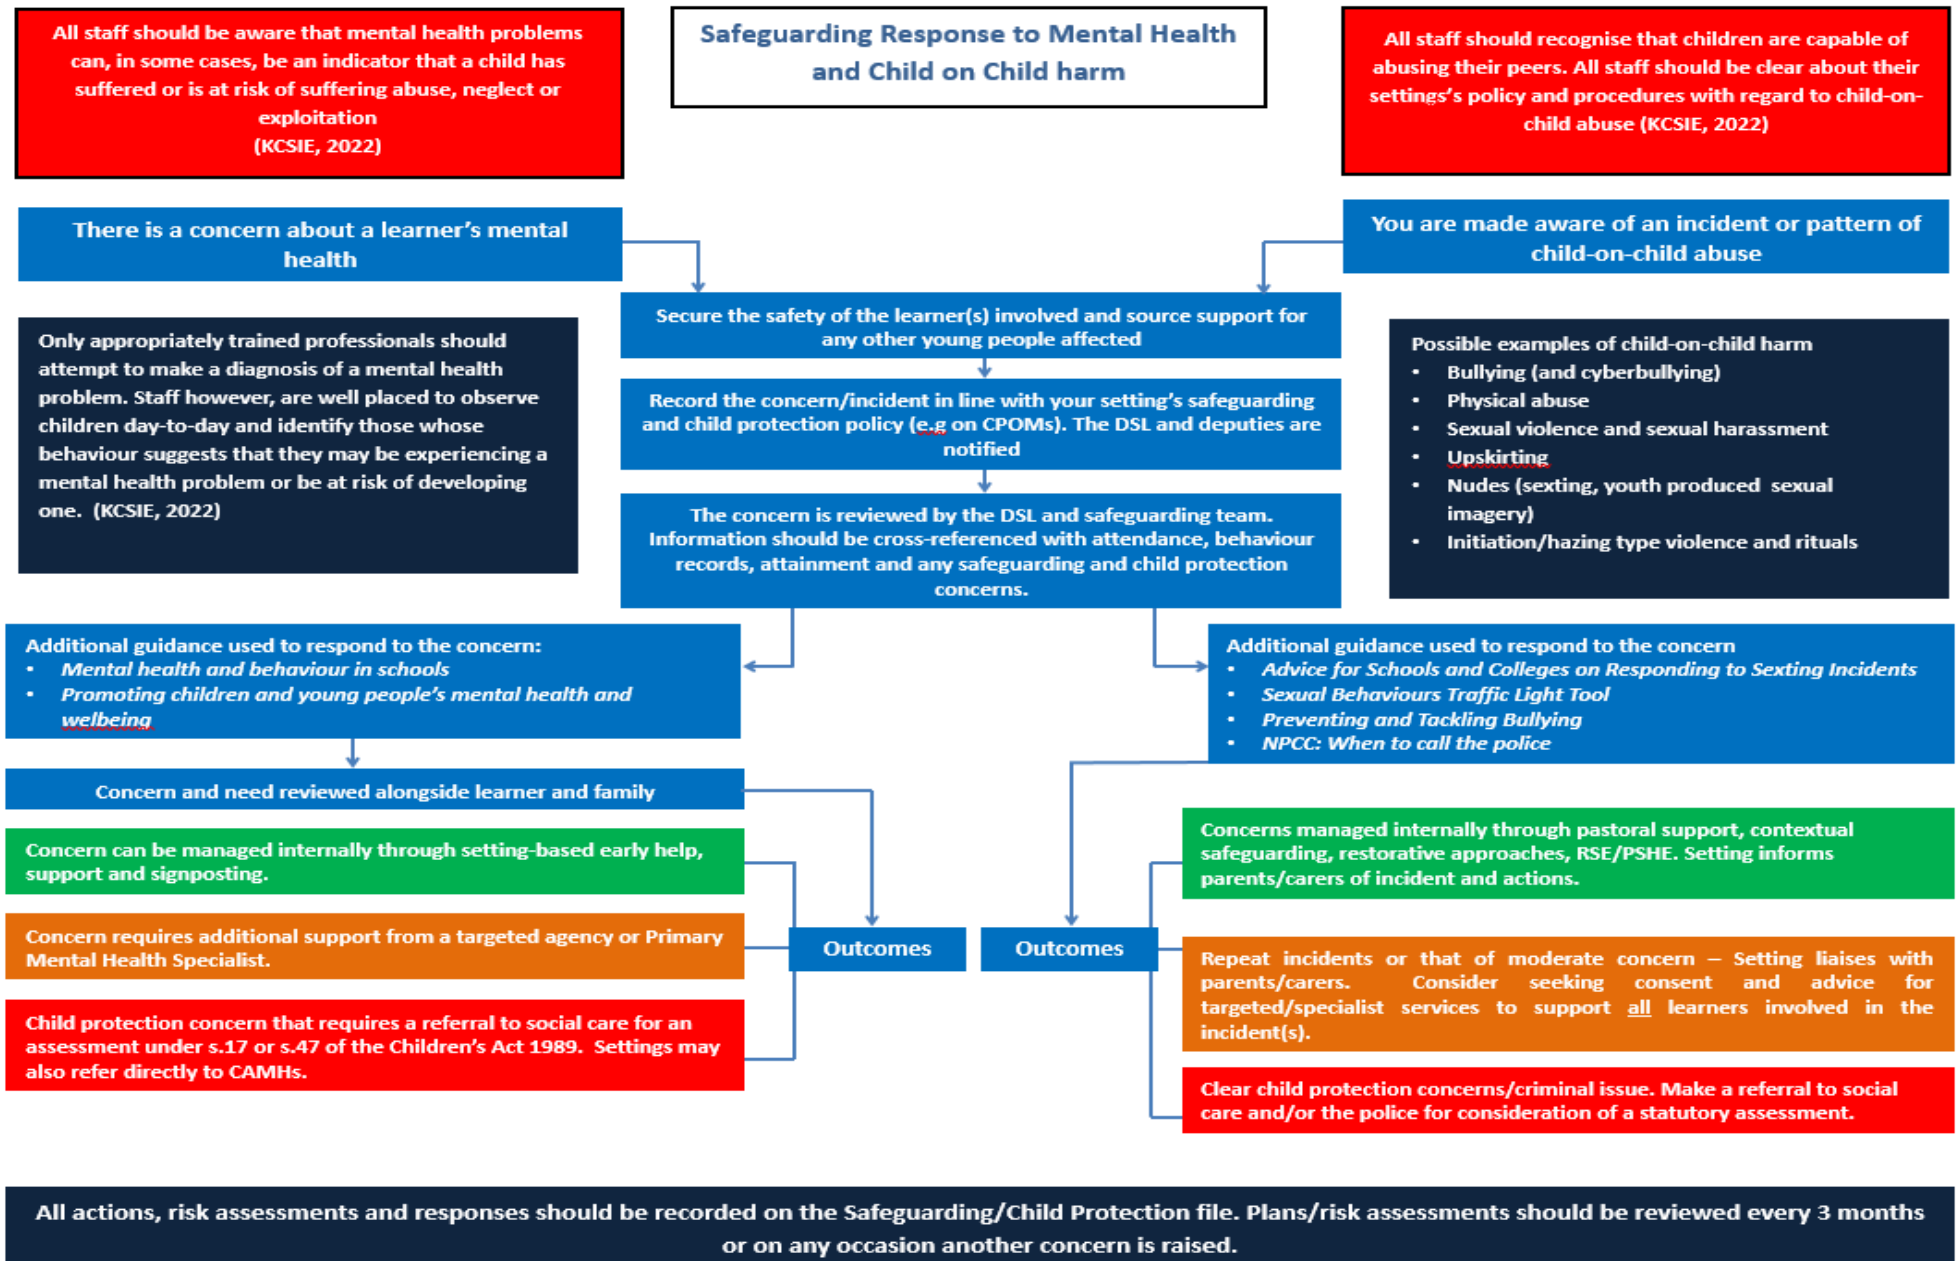 All staff should be aware that mental health problems
can, in some cases, be an indicator that a child has
suffered or is at risk of suffering abuse, neglect or
exploitation
(KCSIE, 2022)
Safeguarding Response to Mental Health
and Child on Child harm
All staff should recognise that children are capable of
abusing their peers. All staff should be clear about their
settings's policy and procedures with regard to child-on-
child abuse (KCSIE, 2022)
There is a concern about a learner's mental
health
You are made aware of an incident or pattern of
child-on-child abuse
Secure the safety of the learner(s) involved and source support for
any other young people affected
Only appropriately trained professionals should
attempt to make a diagnosis of a mental health
problem. Staff however, are well placed to observe
children day-to-day and identify those whose
behaviour suggests that they may be experiencing a
mental health problem or be at risk of developing
one. (KCSIE, 2022)
Record the concern/incident in line with your setting's safeguarding
and child protection policy (e.g on CPOMs). The DSL and deputies are
notified
Possible examples of child-on-child harm
• Bullying (and cyberbullying)
• Physical abuse
• Sexual violence and sexual harassment
• Upskirting
• Nudes (sexting, youth produced sexual
imagery)
• Initiation/hazing type violence and rituals
The concern is reviewed by the DSL and safeguarding team.
Information should be cross-referenced with attendance, behaviour
records, attainment and any safeguarding and child protection
concerns.
Additional guidance used to respond to the concern:
• Mental health and behaviour in schools
• Promoting children and young people's mental health and
welbeing
Additional guidance used to respond to the concern
• Advice for Schools and Colleges on Responding to Sexting Incidents
• Sexual Behaviours Traffic Light Tool
• Preventing and Tackling Bullying
• NPCC: When to call the police
Concern and need reviewed alongside learner and family
Concern can be managed internally through setting-based early help,
support and signposting.
Concern requires additional support from a targeted agency or Primary
Mental Health Specialist.
Child protection concern that requires a referral to social care for an
assessment under s.17 or s.47 of the Children's Act 1989. Settings may
also refer directly to CAMHs.
Outcomes
Outcomes
Concerns managed internally through pastoral support, contextual
safeguarding, restorative approaches, RSE/PSHE. Setting informs
parents/carers of incident and actions.
Repeat incidents or that of moderate concern – Setting liaises with
parents/carers. Consider seeking consent and advice for
targeted/specialist services to support all learners involved in the
incident(s).
Clear child protection concerns/criminal issue. Make a referral to social
care and/or the police for consideration of a statutory assessment.
All actions, risk assessments and responses should be recorded on the Safeguarding/Child Protection file. Plans/risk assessments should be reviewed every 3 months
or on any occasion another concern is raised.